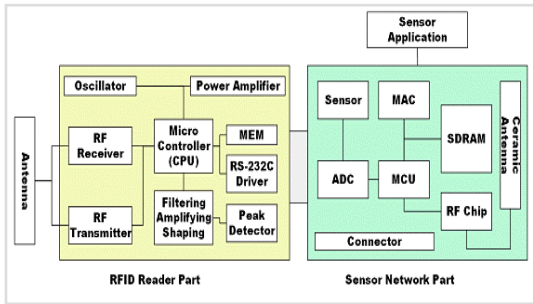 Sensor
Application
Oscillator
Power Amplifier
Antenna
RF
Receiver
Micro
Controller
(CPU)
MEM
RS-232C
Driver
RF
Transmitter
Filtering
Amplifying
Shaping
Peak
Detector
RFID Reader Part
Sensor
MAC
SDRAM
Ceramic Antenna
ADC
MCU
RF Chip
Connector
Sensor Network Part